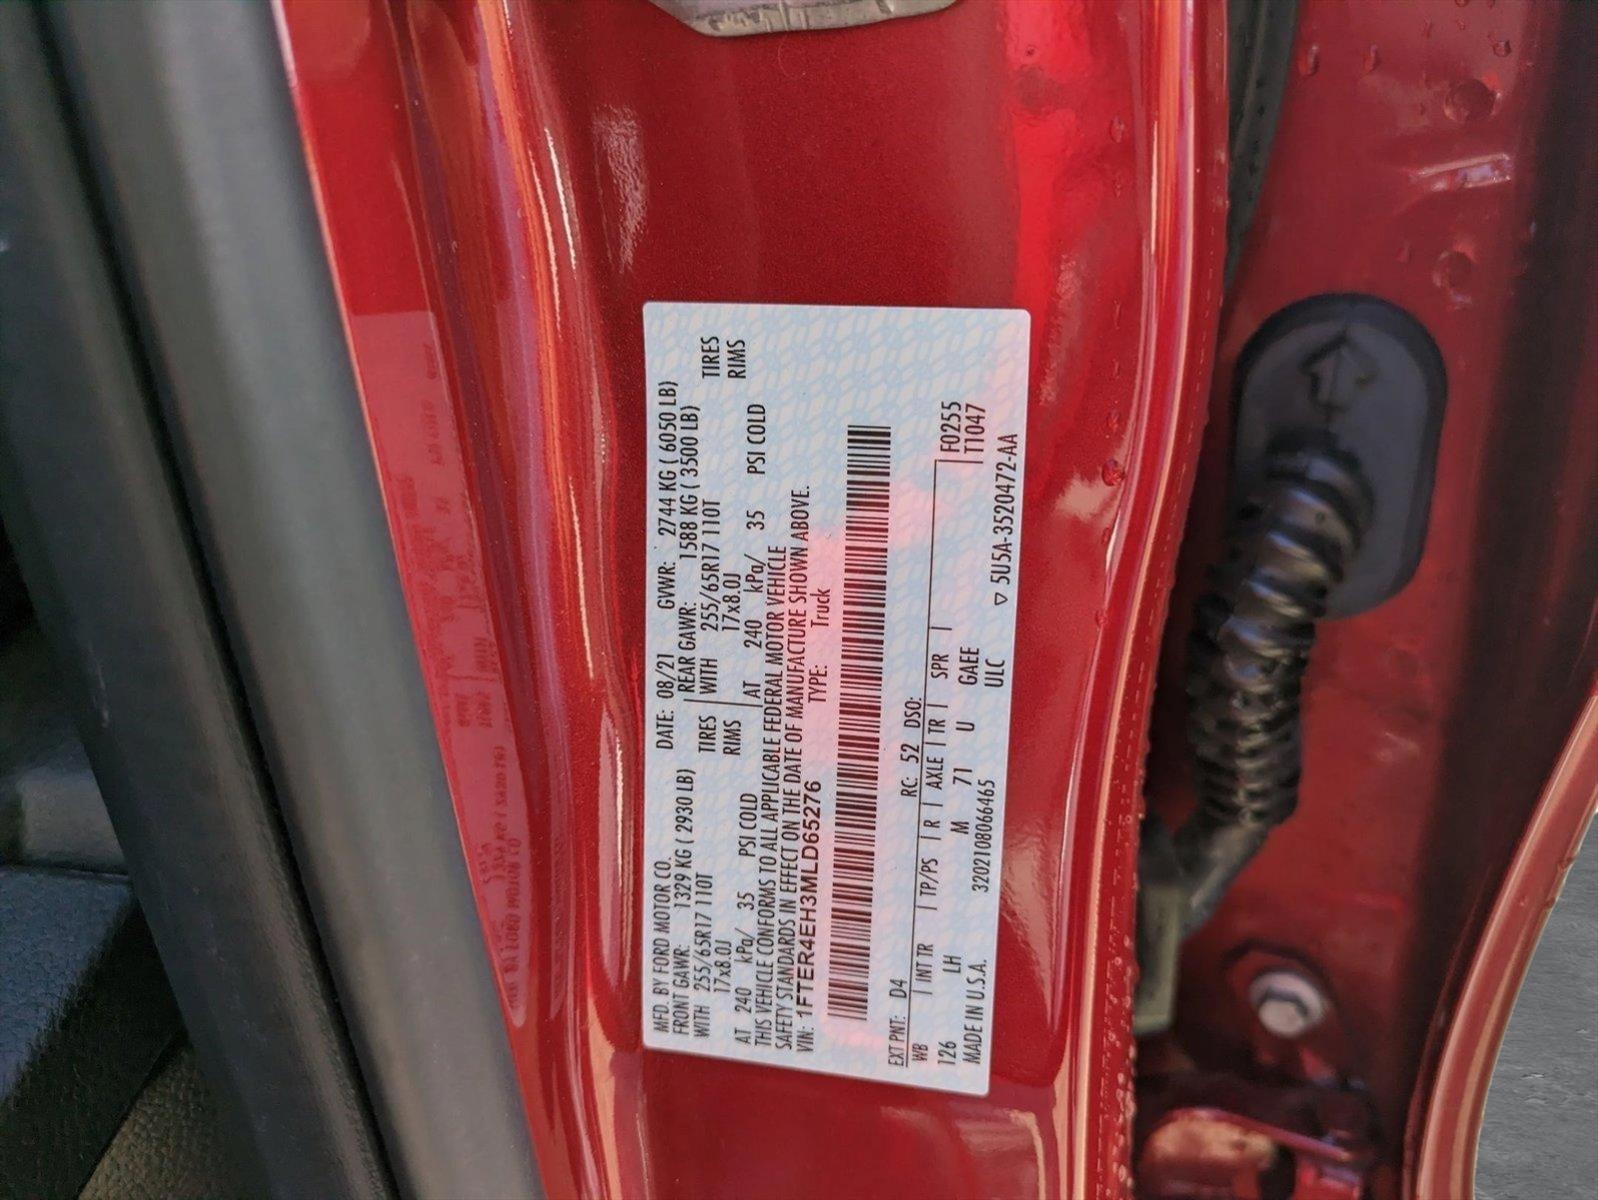 MFD. BY FORD MOTOR CO.
DATE: 08/21 GVWR: 2744 KG ( 6050 LB)
FRONT GAWR: 1329 KG ( 2930 LB) REAR GAWR: 1588 KG ( 3500 LB)
WITH 255/65R17 110T TIRES WITH 255/65R17 110T TIRES
17x8.0J RIMS 17x8.0J RIMS
AT 240 kPa/ 35 PSI COLD AT 240 kPa/ 35 PSI COLD
THIS VEHICLE CONFORMS TO ALL APPLICABLE FEDERAL MOTOR VEHICLE
SAFETY STANDARDS IN EFFECT ON THE DATE OF MANUFACTURE SHOWN ABOVE.
VIN: 1FTER4EH3MLD65276 TYPE: Truck
EXT PNT: D4 RC: 52 DSO:
WB | INT TR | TP/PS | R | AXLE | TR | SPR | F0255
126 LH M 71 U GAEE | T1047
MADE IN U.S.A. 320210806646​5 ULC ▽ 5U5A-3520472-AA